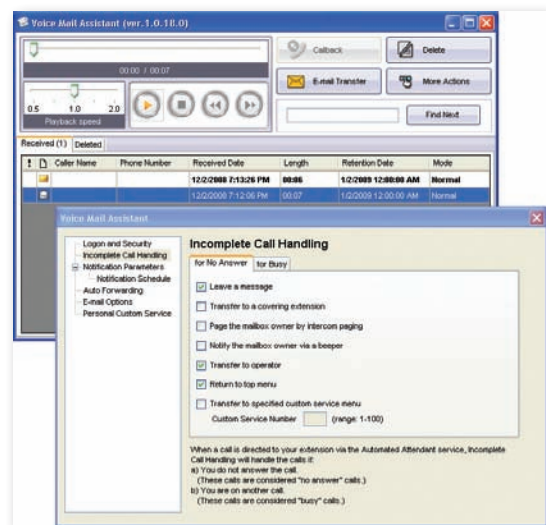 Voice Mail Assistant (ver.1.0.18.0)
00:00 / 00:07
0.5 1.0 2.0
Playback speed
Callback
Delete
E-mail Transfer
More Actions
Find Next
Received (1) Deleted
! Caller Name Phone Number Received Date Length Retention Date Mode
12/2/2008 7:13:26 PM 00:06 1/2/2009 12:00:00 AM Normal
12/2/2008 7:12:06 PM 00:07 1/2/2009 12:00:00 AM Normal
Voice Mail Assistant
Logon and Security
Incomplete Call Handling
Notification Parameters
Notification Schedule
Auto Forwarding
E-mail Options
Personal Custom Service
Incomplete Call Handling
for No Answer for Busy
Leave a message
Transfer to a covering extension
Page the mailbox owner by intercom paging
Notify the mailbox owner via a beeper
Transfer to operator
Return to top menu
Transfer to specified custom service menu
Custom Service Number (range: 1-100)
When a call is directed to your extension via the Automated Attendant service, Incomplete
Call Handling will handle the calls if:
a) You do not answer the call.
(These calls are considered "no answer" calls.)
b) You are on another call.
(These calls are considered "busy" calls.)